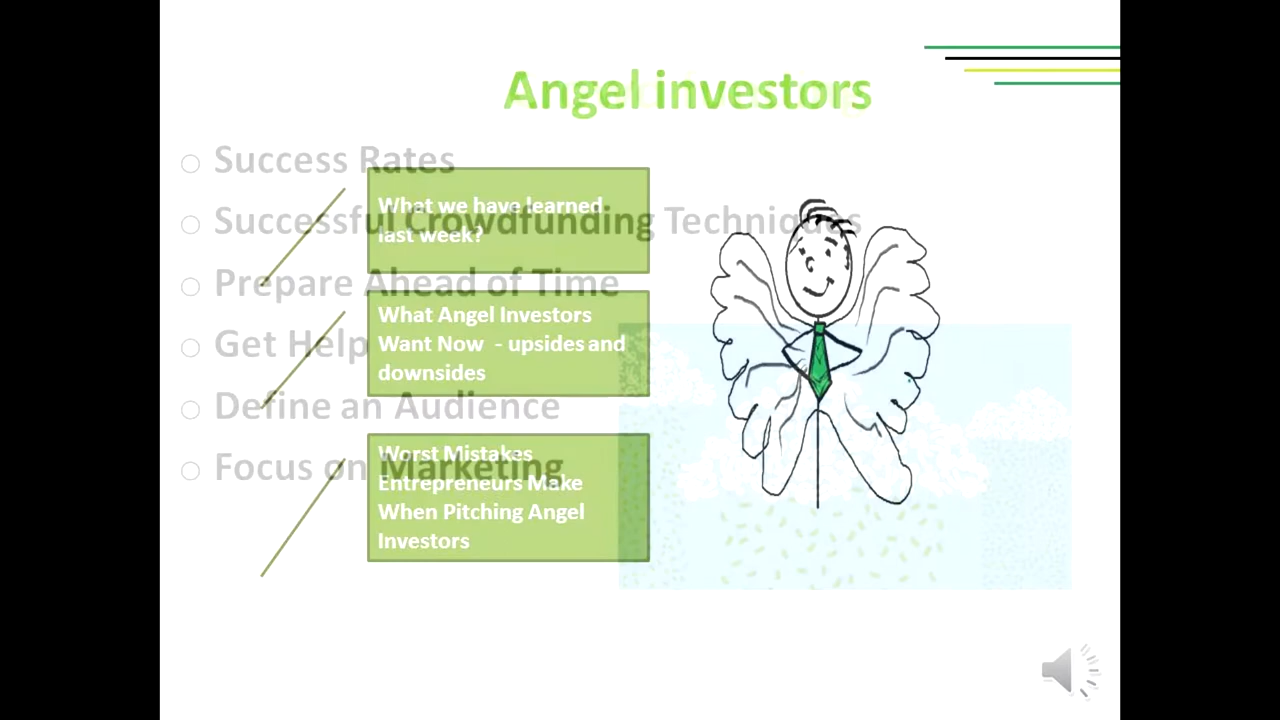 Angel investors
Success Rates
What we have learned
last week?
Successful Crowdfunding Techniques
Prepare Ahead of Time
What Angel Investors
Want Now - upsides and
downsides
Get Help
Define an Audience
Worst Mistakes
Entrepreneurs Make
When Pitching Angel
Investors
Focus on Marketing